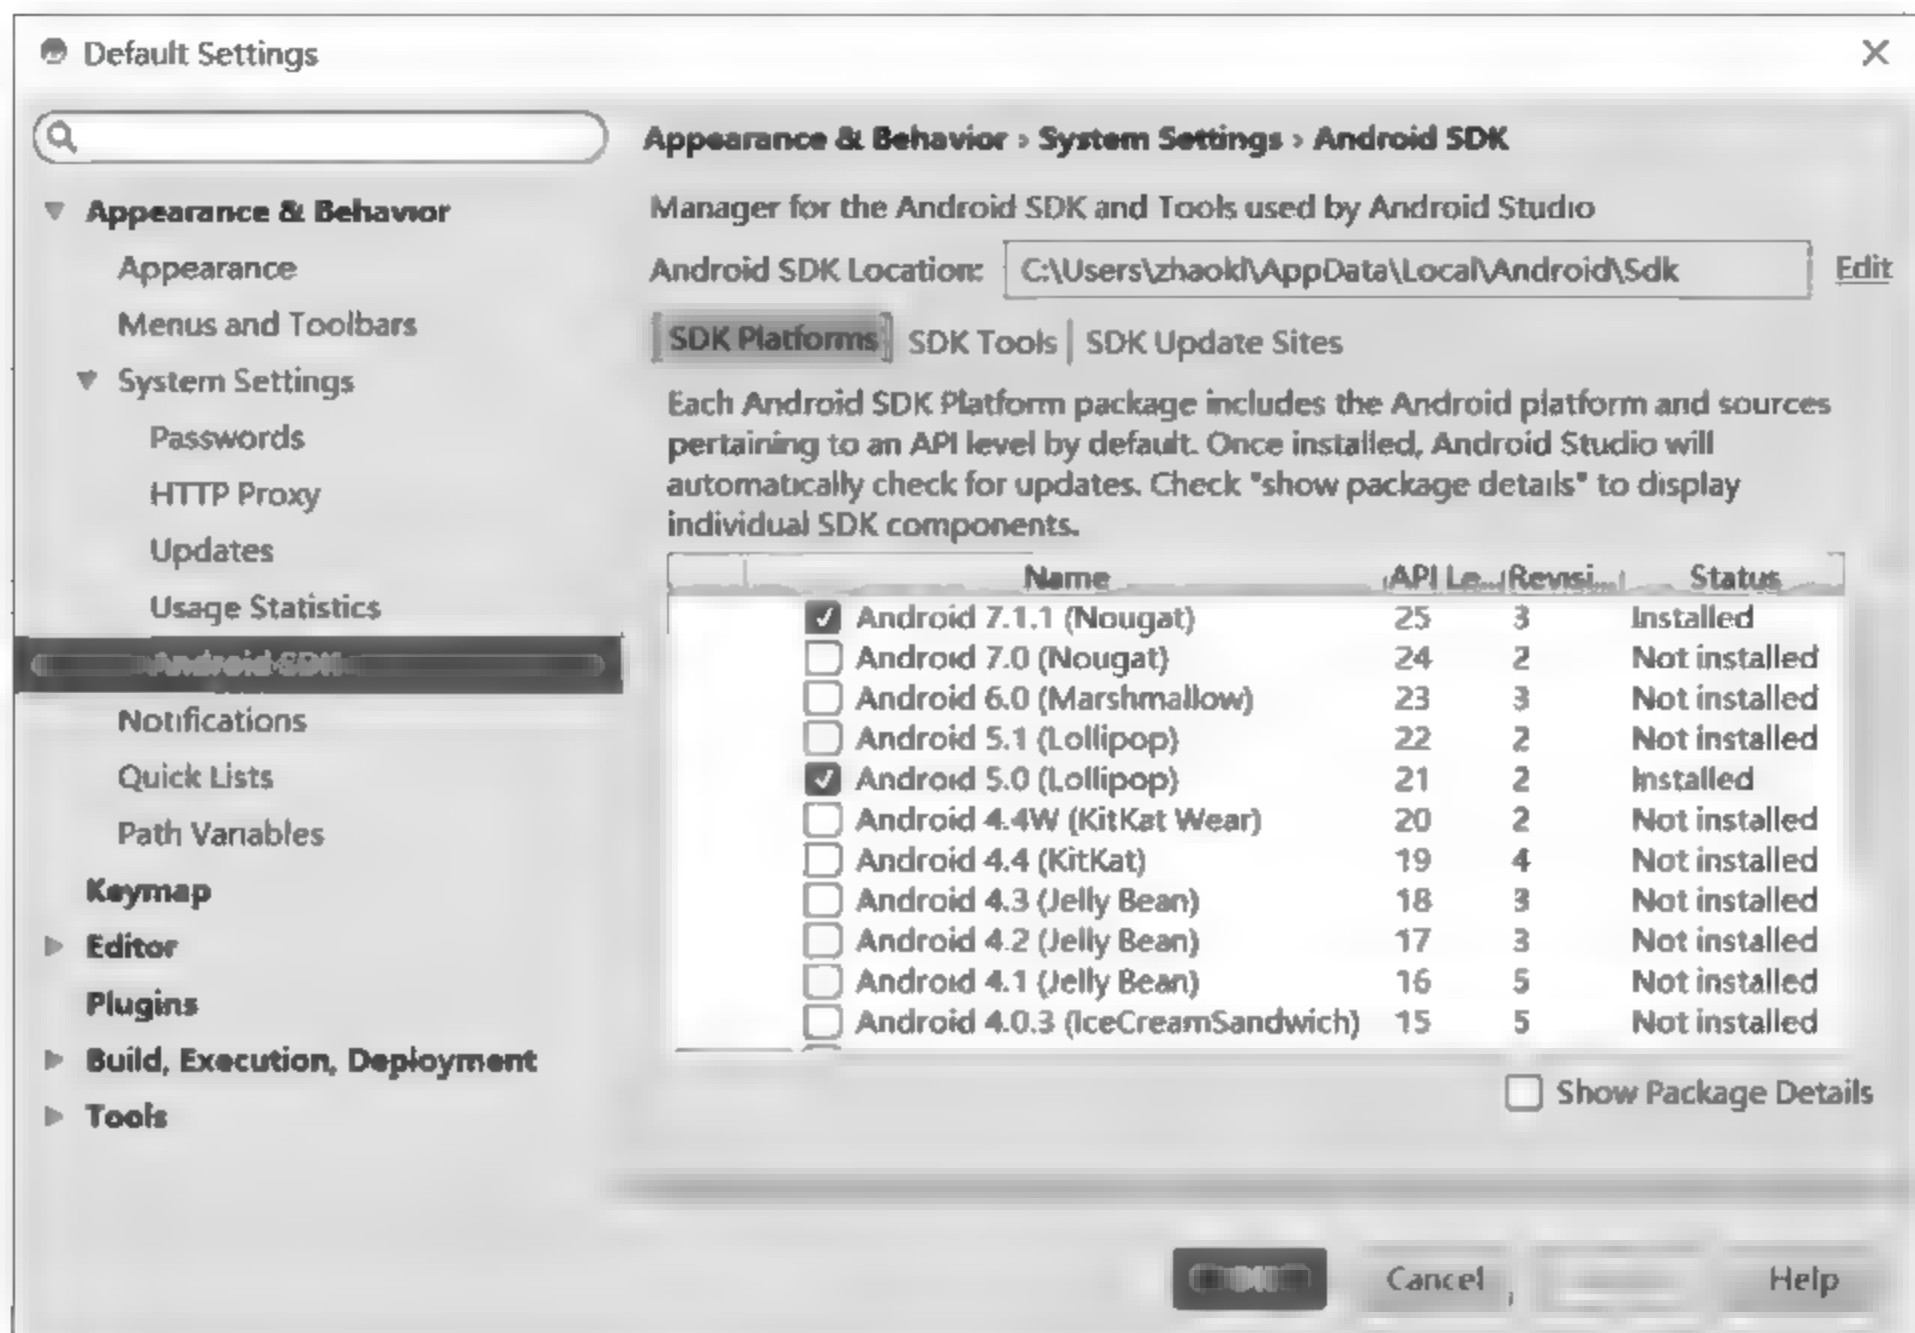 Default Settings
Appearance & Behavior
Appearance
Menus and Toolbars
System Settings
Passwords
HTTP Proxy
Updates
Usage Statistics
Android SDK
Notifications
Quick Lists
Path Variables
Keymap
Editor
Plugins
Build, Execution, Deployment
Tools
Appearance & Behavior › System Settings › Android SDK
Manager for the Android SDK and Tools used by Android Studio
Android SDK Location: C:\Users\zhaokl\AppData\Local\Android\Sdk Edit
SDK Platforms SDK Tools SDK Update Sites
Each Android SDK Platform package includes the Android platform and sources
pertaining to an API level by default. Once installed, Android Studio will
automatically check for updates. Check "show package details" to display
individual SDK components.
Name API Le... Revisi... Status
Android 7.1.1 (Nougat) 25 3 Installed
Android 7.0 (Nougat) 24 2 Not installed
Android 6.0 (Marshmallow) 23 3 Not installed
Android 5.1 (Lollipop) 22 2 Not installed
Android 5.0 (Lollipop) 21 2 Installed
Android 4.4W (KitKat Wear) 20 2 Not installed
Android 4.4 (KitKat) 19 4 Not installed
Android 4.3 (Jelly Bean) 18 3 Not installed
Android 4.2 (Jelly Bean) 17 3 Not installed
Android 4.1 (Jelly Bean) 16 5 Not installed
Android 4.0.3 (IceCreamSandwich) 15 5 Not installed
Show Package Details
Cancel Help